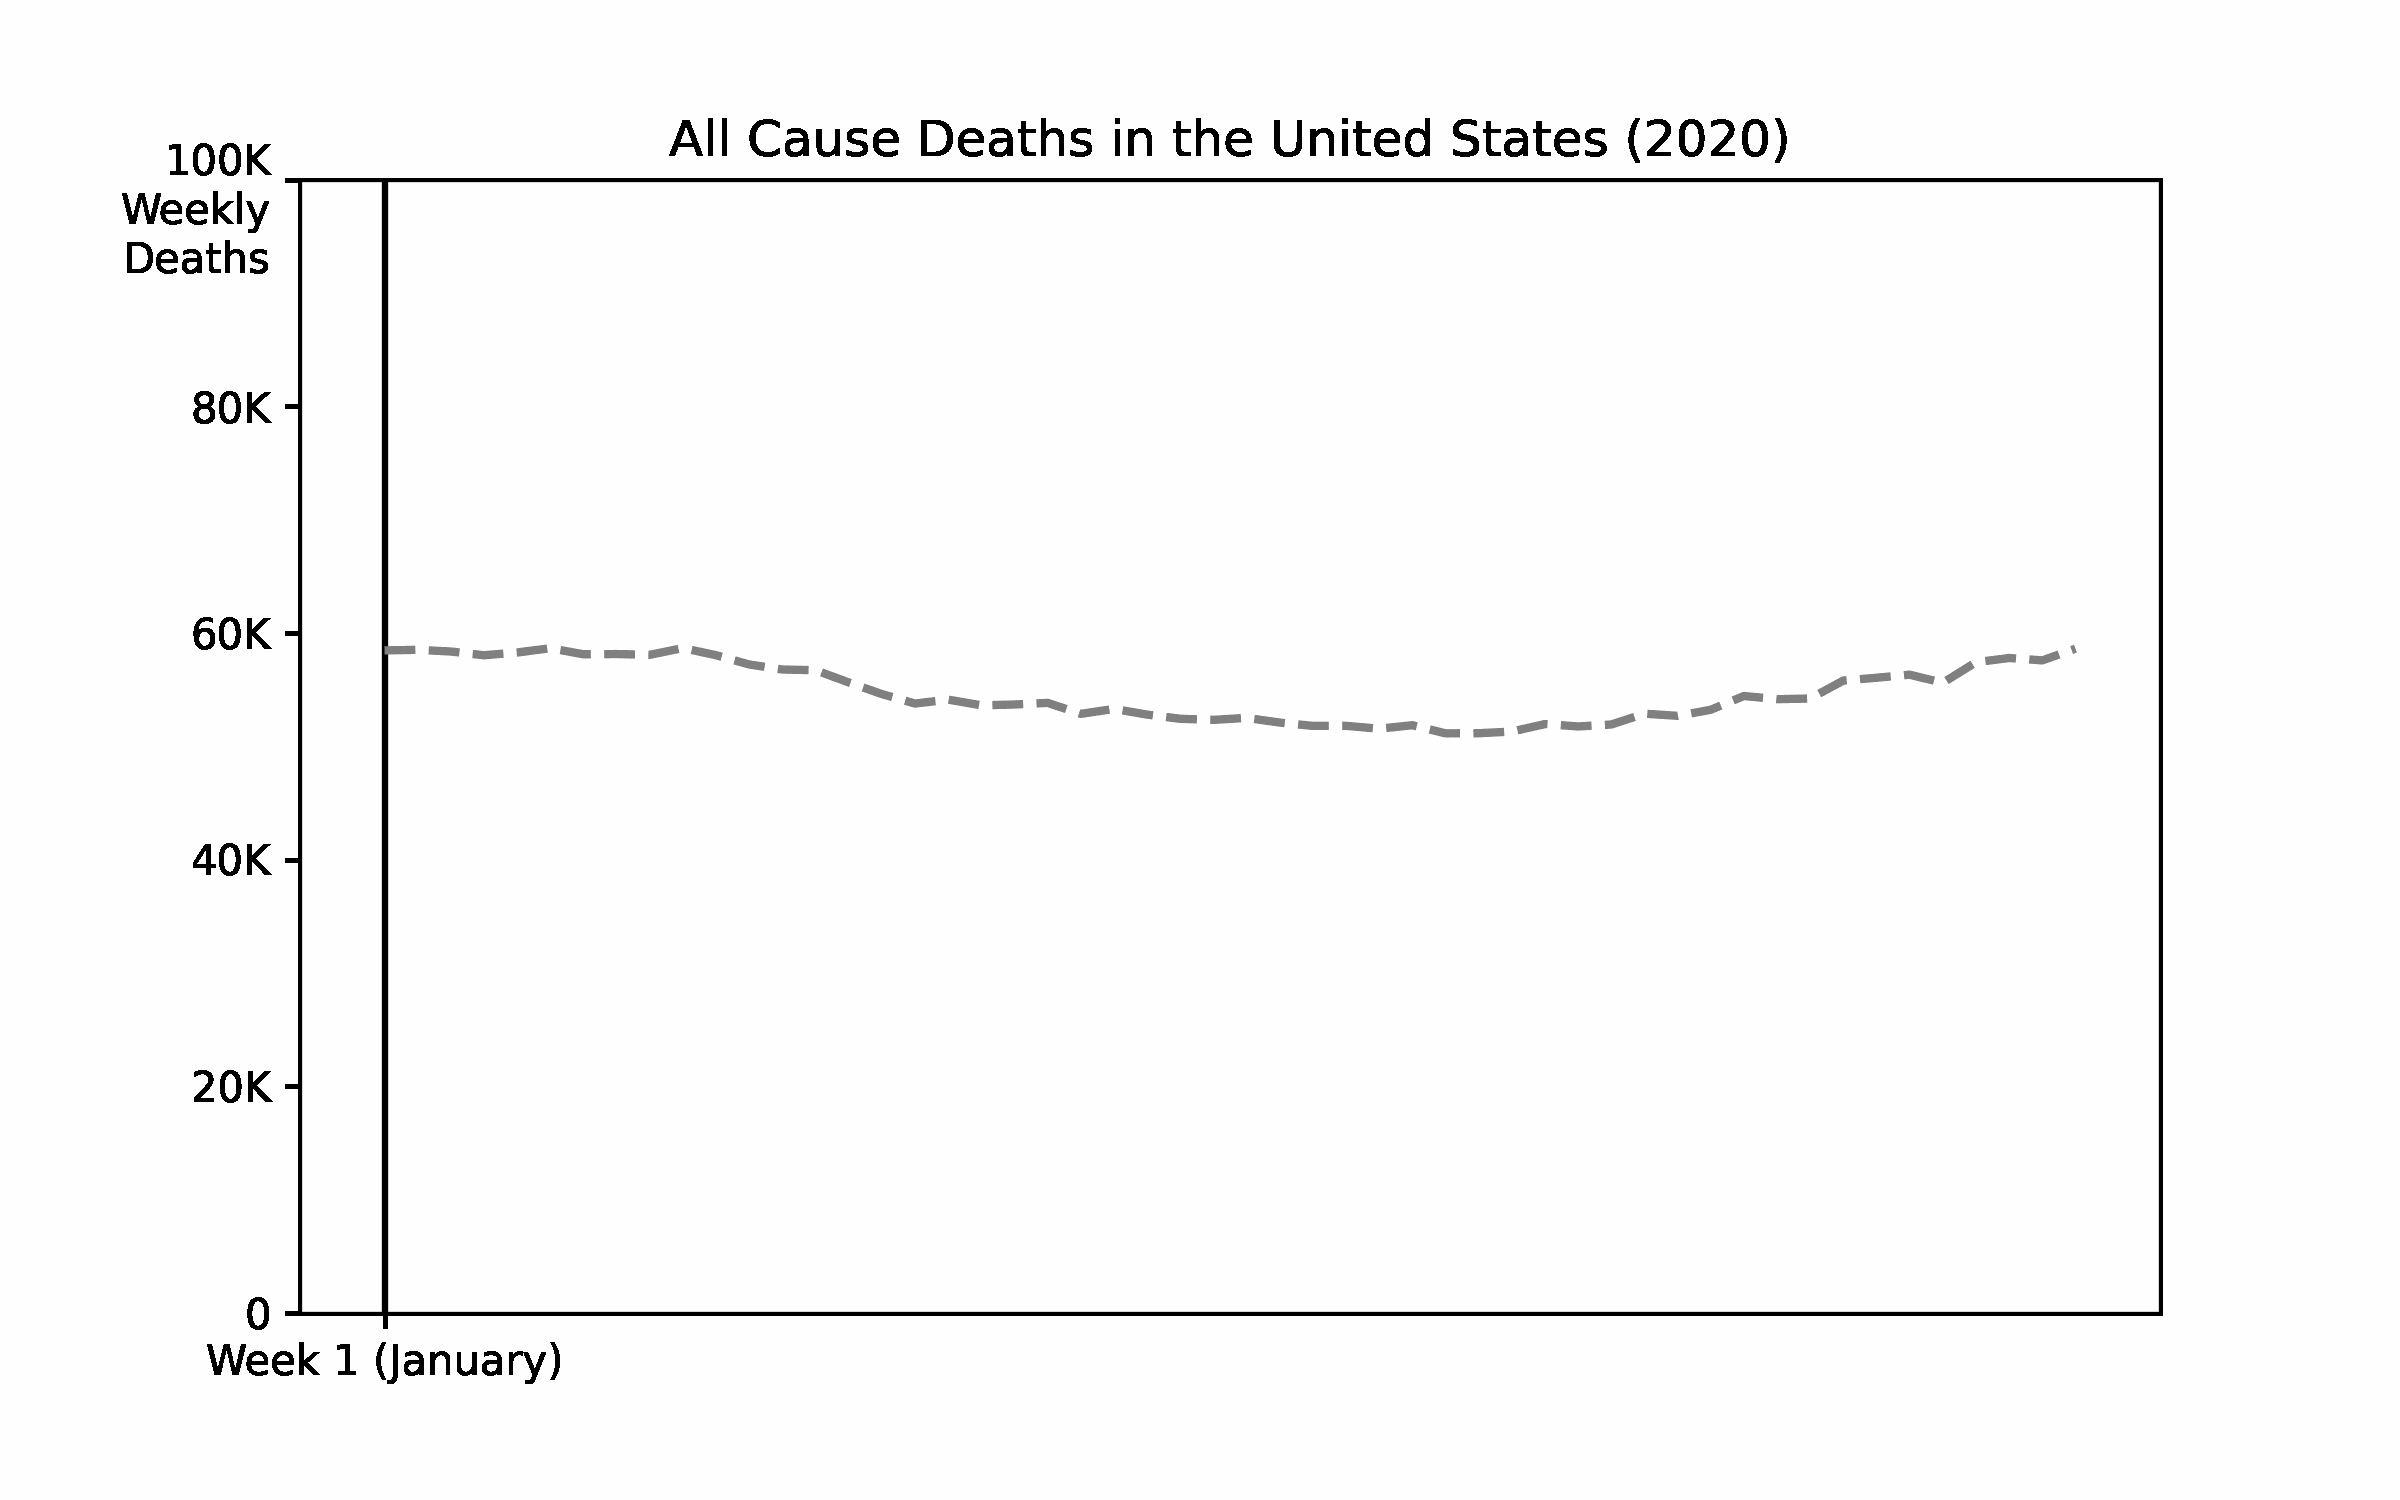 All Cause Deaths in the United States (2020)
100K
Weekly
Deaths
80K
60K
40K
20K
0
Week 1 (January)